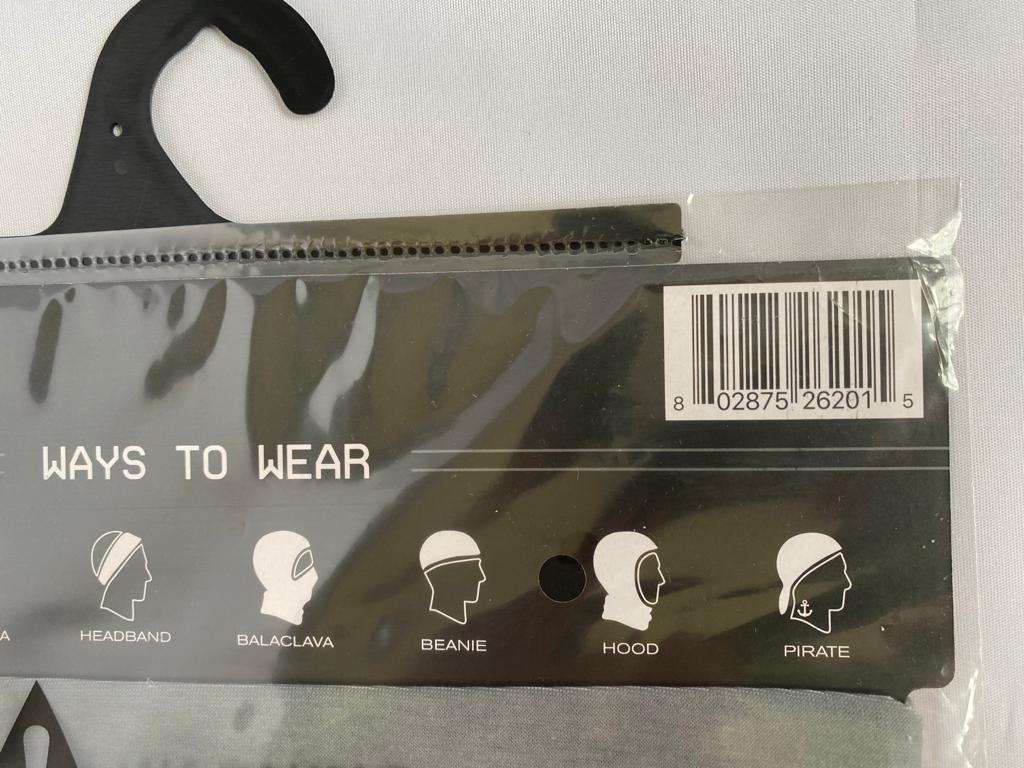 8 02875 26201 5
WAYS TO WEAR
A HEADBAND BALACLAVA BEANIE HOOD PIRATE